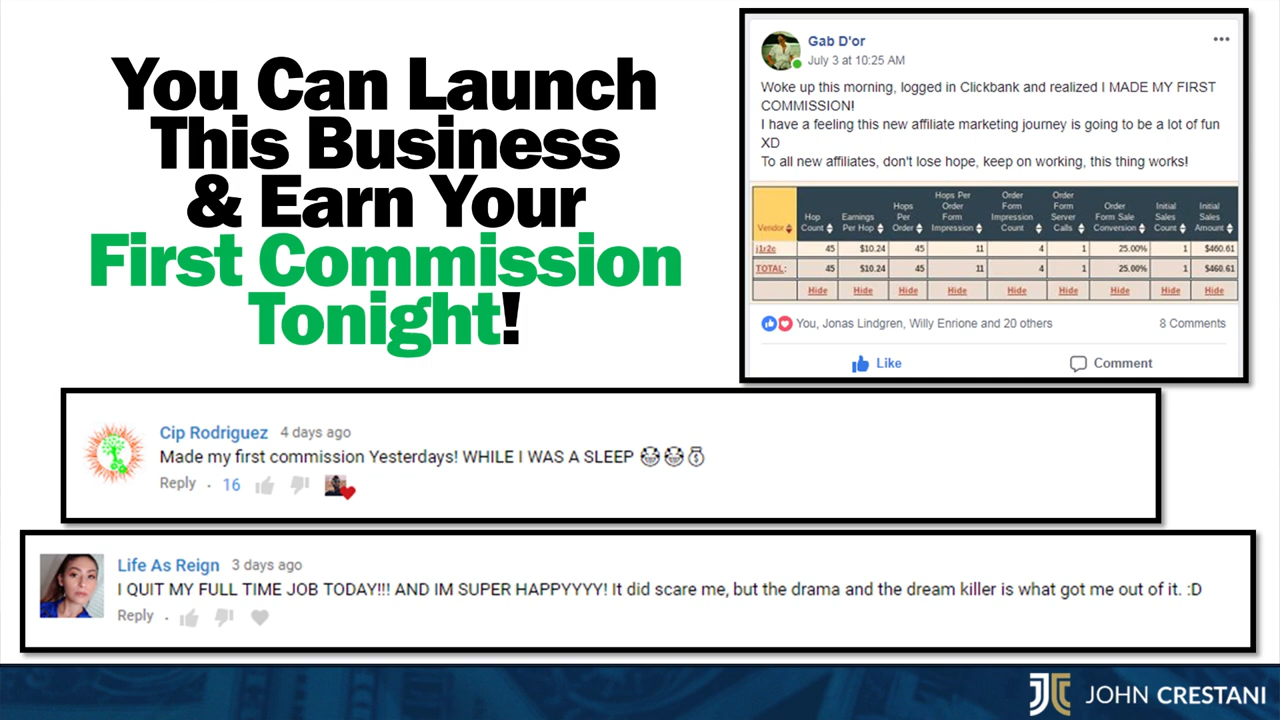 You Can Launch
This Business
& Earn Your
First Commission
Tonight!
Gab D'or
July 3 at 10:25 AM
Woke up this morning, logged in Clickbank and realized I MADE MY FIRST
COMMISSION!
I have a feeling this new affiliate marketing journey is going to be a lot of fun
XD
To all new affiliates, don't lose hope, keep on working, this thing works!
Vendor Hop Count Earnings Per Hop Hops Per Order Hops Per Order Form Impression Order Form Impression Count Order Form Server Calls Order Form Sale Conversion Initial Sales Count Initial Sales Amount
j1r2c 45 $10.24 45 11 4 1 25.00% 1 $460.61
TOTAL: 45 $10.24 45 11 4 1 25.00% 1 $460.61
Hide Hide Hide Hide Hide Hide Hide Hide Hide
You, Jonas Lindgren, Willy Enrione and 20 others 8 Comments
Like Comment
Cip Rodriguez 4 days ago
Made my first commission Yesterdays! WHILE I WAS A SLEEP 🤩🤩💰
Reply · 16
Life As Reign 3 days ago
I QUIT MY FULL TIME JOB TODAY!!! AND IM SUPER HAPPYYYY! It did scare me, but the drama and the dream killer is what got me out of it. :D
Reply ·
JC JOHN CRESTANI